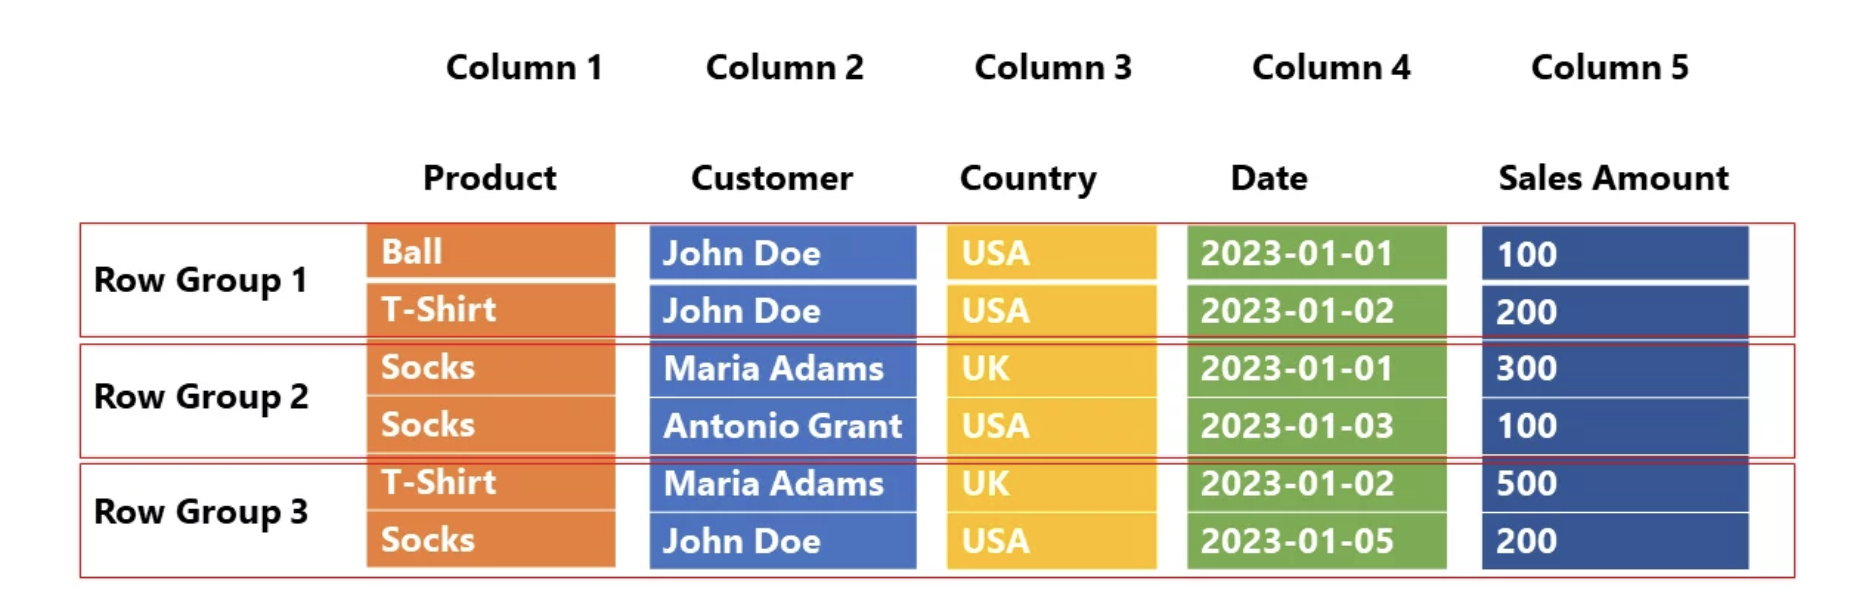 Column 1 Column 2 Column 3 Column 4 Column 5
Product Customer Country Date Sales Amount
Row Group 1
Ball John Doe USA 2023-01-01 100
T-Shirt John Doe USA 2023-01-02 200
Row Group 2
Socks Maria Adams UK 2023-01-01 300
Socks Antonio Grant USA 2023-01-03 100
Row Group 3
T-Shirt Maria Adams UK 2023-01-02 500
Socks John Doe USA 2023-01-05 200